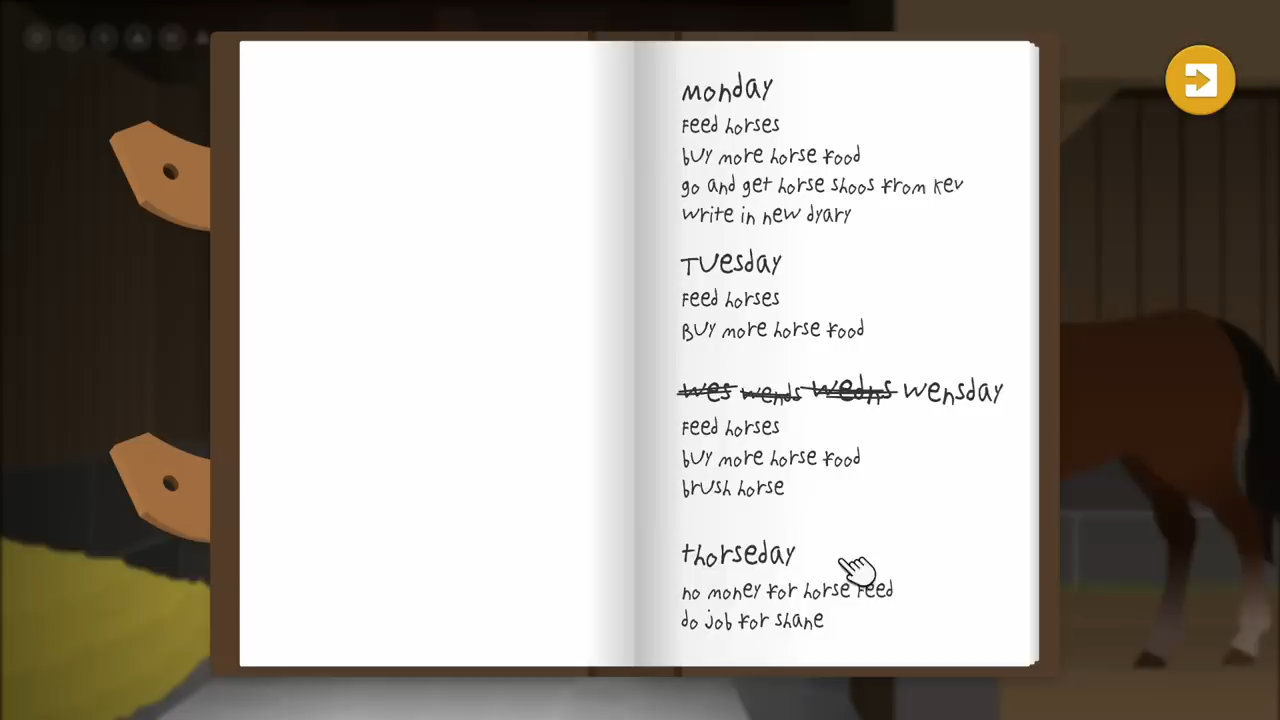 monday
Feed horses
buy more horse food
go and get horse shoos from kev
write in new dyary
Tuesday
Feed horses
Buy more horse food
wes wends wedns wensday
Feed horses
buy more horse food
brush horse
thorseday
no money for horse feed
do job for shane